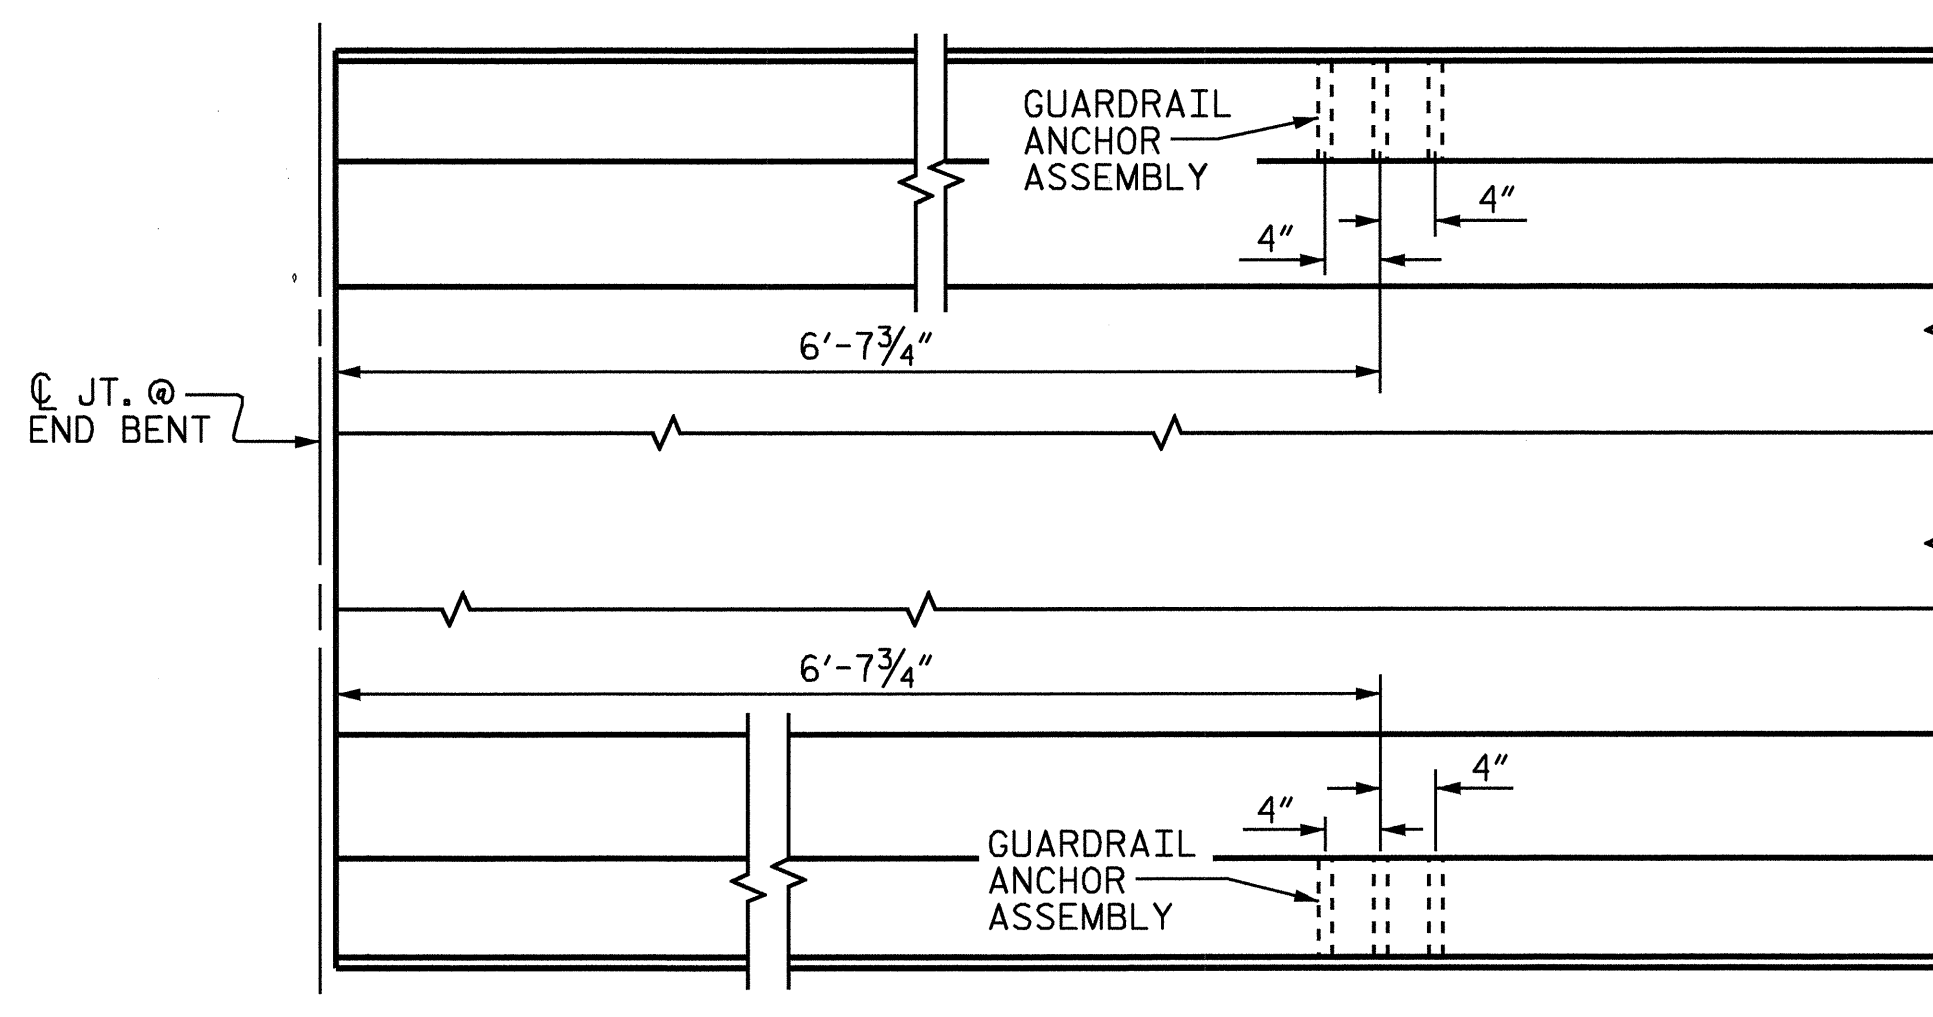 GUARDRAIL
ANCHOR
ASSEMBLY
4″
4″
6′-7¾″
℄ JT. @
END BENT
6′-7¾″
4″
4″
GUARDRAIL
ANCHOR
ASSEMBLY